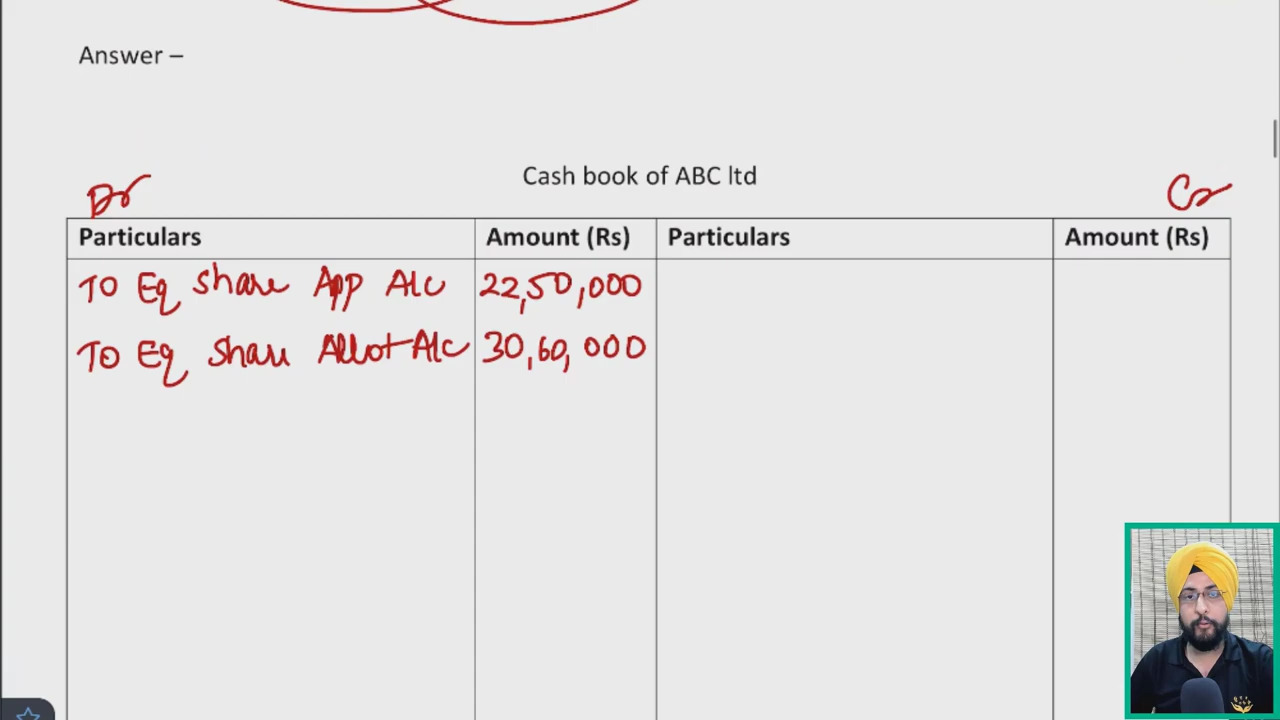 Answer –
Cash book of ABC ltd
Dr
Cr
Particulars Amount (Rs) Particulars Amount (Rs)
To Eq Share App A/c 22,50,000
To Eq Share Allot A/c 30,60,000